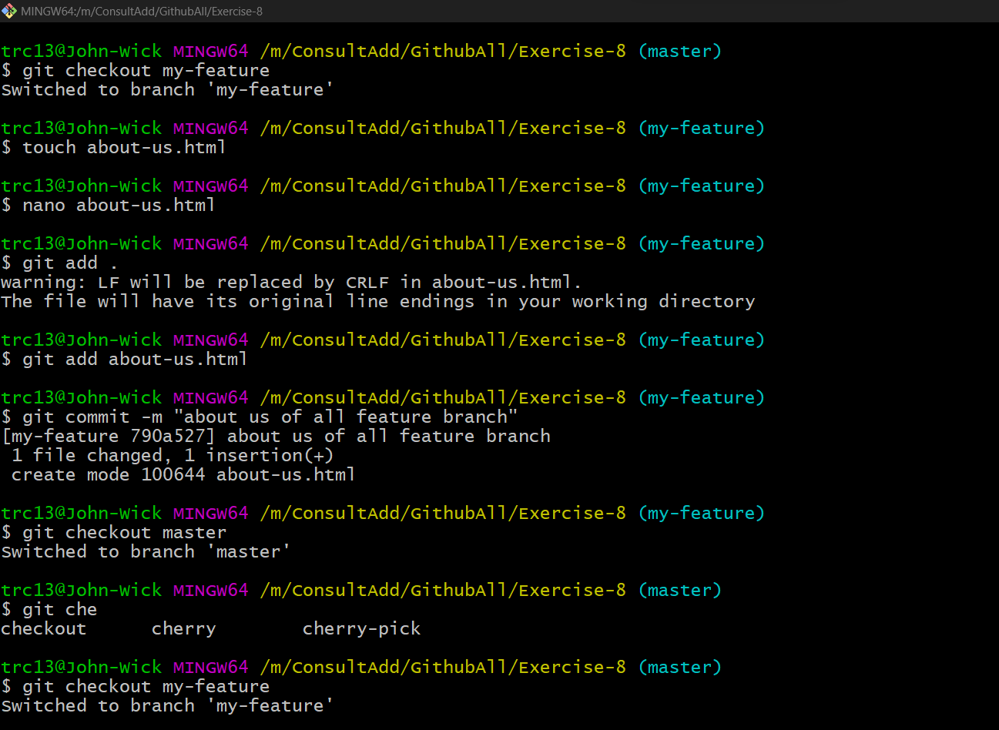 MINGW64:/m/ConsultAdd/GithubAll/Exercise-8
trc13@John-Wick MINGW64 /m/ConsultAdd/GithubAll/Exercise-8 (master)
$ git checkout my-feature
Switched to branch 'my-feature'
trc13@John-Wick MINGW64 /m/ConsultAdd/GithubAll/Exercise-8 (my-feature)
$ touch about-us.html
trc13@John-Wick MINGW64 /m/ConsultAdd/GithubAll/Exercise-8 (my-feature)
$ nano about-us.html
trc13@John-Wick MINGW64 /m/ConsultAdd/GithubAll/Exercise-8 (my-feature)
$ git add .
warning: LF will be replaced by CRLF in about-us.html.
The file will have its original line endings in your working directory
trc13@John-Wick MINGW64 /m/ConsultAdd/GithubAll/Exercise-8 (my-feature)
$ git add about-us.html
trc13@John-Wick MINGW64 /m/ConsultAdd/GithubAll/Exercise-8 (my-feature)
$ git commit -m "about us of all feature branch"
[my-feature 790a527] about us of all feature branch
 1 file changed, 1 insertion(+)
 create mode 100644 about-us.html
trc13@John-Wick MINGW64 /m/ConsultAdd/GithubAll/Exercise-8 (my-feature)
$ git checkout master
Switched to branch 'master'
trc13@John-Wick MINGW64 /m/ConsultAdd/GithubAll/Exercise-8 (master)
$ git che
checkout      cherry        cherry-pick
trc13@John-Wick MINGW64 /m/ConsultAdd/GithubAll/Exercise-8 (master)
$ git checkout my-feature
Switched to branch 'my-feature'